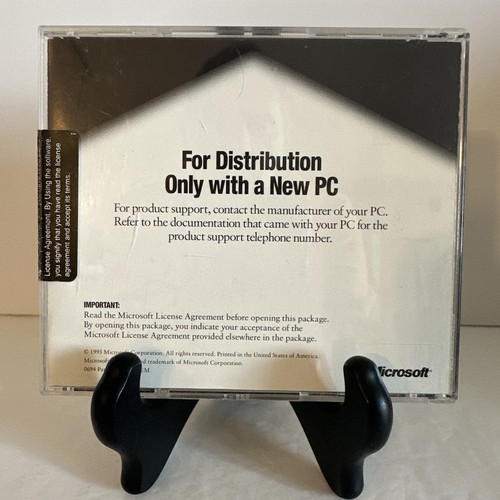 License Agreement. By Using the software,
you signify that you have read the license
agreement and accept its terms.
For Distribution
Only with a New PC
For product support, contact the manufacturer of your PC.
Refer to the documentation that came with your PC for the
product support telephone number.
IMPORTANT:
Read the Microsoft License Agreement before opening this package.
By opening this package, you indicate your acceptance of the
Microsoft License Agreement provided elsewhere in the package.
© 1993 Microsoft Corporation. All rights reserved. Printed in the United States of America.
trademark of Microsoft Corporation.
0694
Microsoft